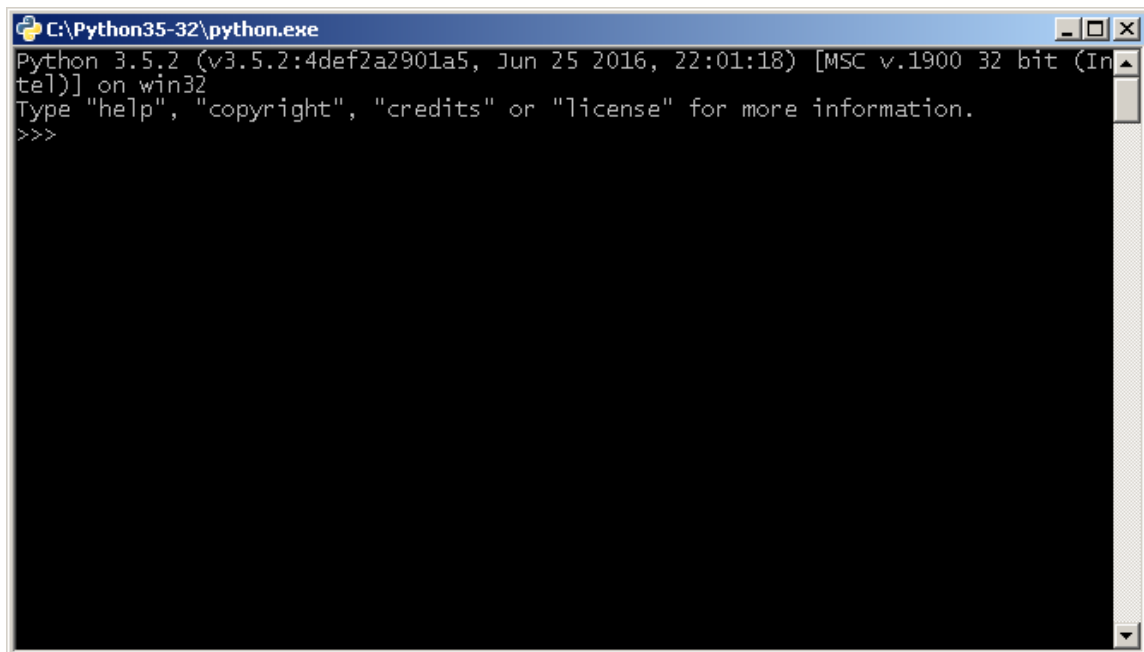 C:\Python35-32\python.exe
Python 3.5.2 (v3.5.2:4def2a2901a5, Jun 25 2016, 22:01:18) [MSC v.1900 32 bit (In
tel)] on win32
Type "help", "copyright", "credits" or "license" for more information.
>>>